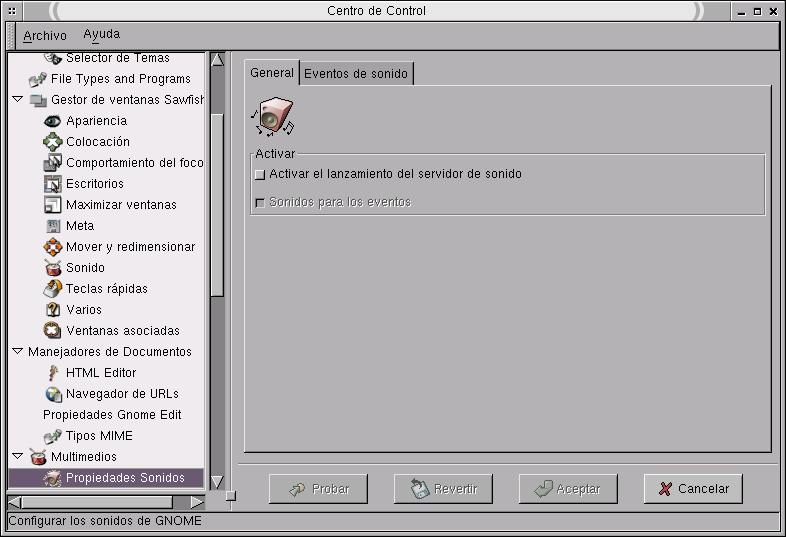 Centro de Control
Archivo Ayuda
Selector de Temas
File Types and Programs
Gestor de ventanas Sawfish
Apariencia
Colocación
Comportamiento del foco
Escritorios
Maximizar ventanas
Meta
Mover y redimensionar
Sonido
Teclas rápidas
Varios
Ventanas asociadas
Manejadores de Documentos
HTML Editor
Navegador de URLs
Propiedades Gnome Edit
Tipos MIME
Multimedios
Propiedades Sonidos
General Eventos de sonido
Activar
Activar el lanzamiento del servidor de sonido
Sonidos para los eventos
Probar Revertir Aceptar Cancelar
Configurar los sonidos de GNOME